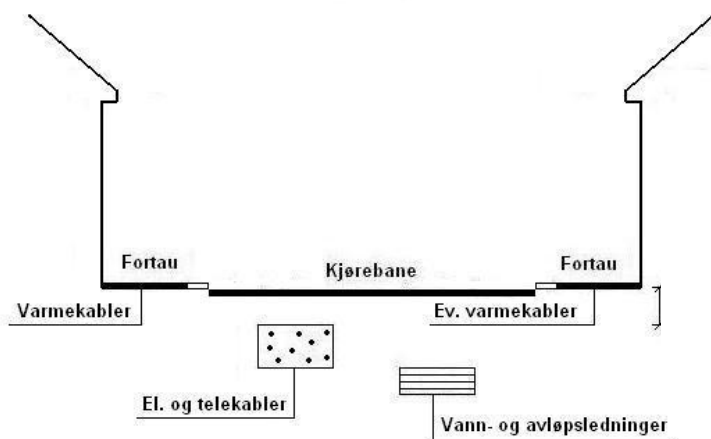 Fortau
Kjørebane
Fortau
Varmekabler
Ev. varmekabler
El. og telekabler
Vann- og avløpsledninger